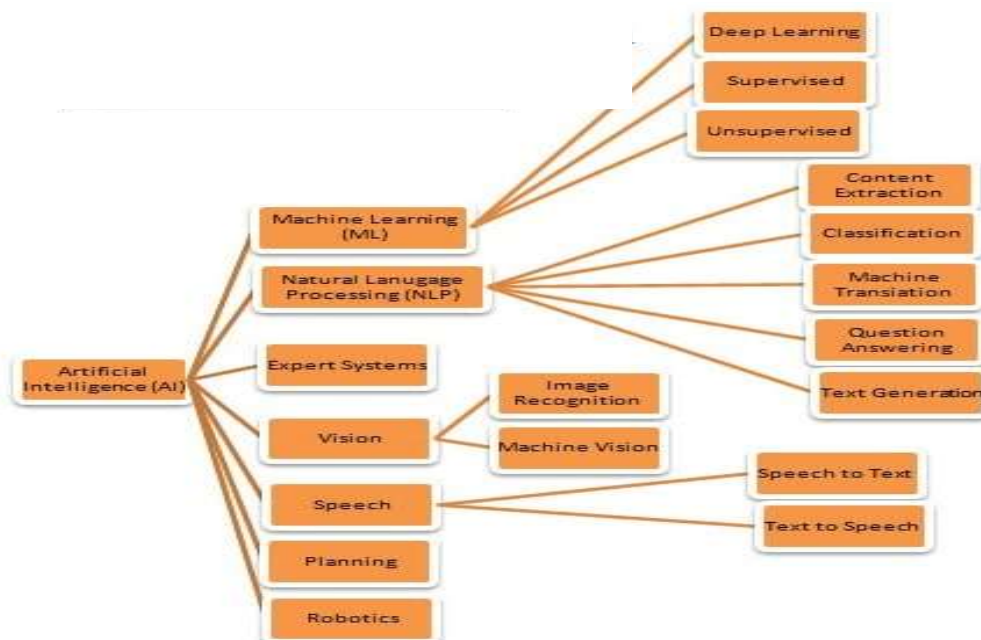 Deep Learning
Supervised
Unsupervised
Machine Learning
(ML)
Content
Extraction
Classification
Natural Lanugage
Processing (NLP)
Machine
Transiation
Question
Answering
Text Generation
Artificial
Intelligence (AI)
Expert Systems
Image
Recognition
Vision
Machine Vision
Speech
Speech to Text
Text to Speech
Planning
Robotics